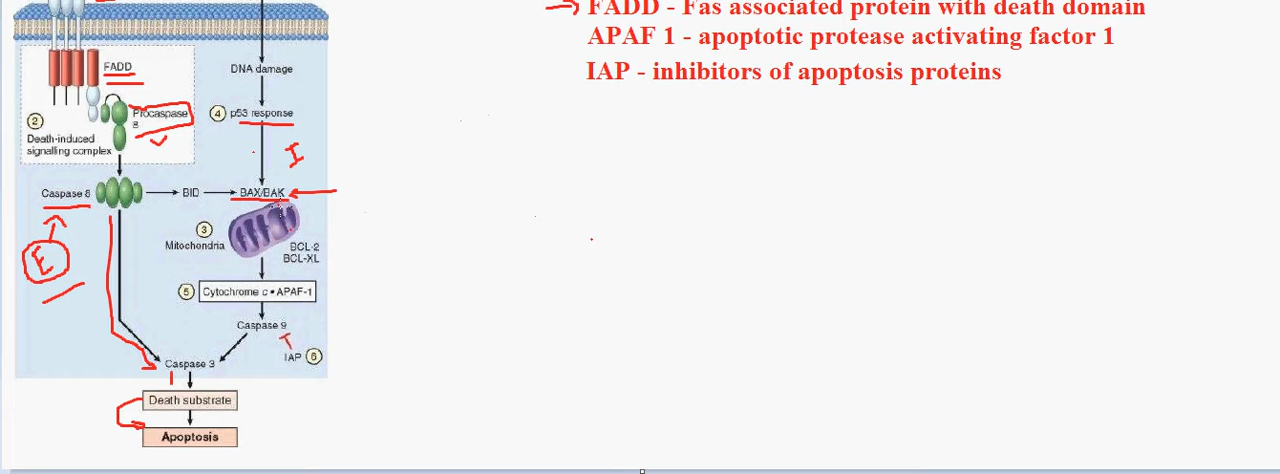 FADD - Fas associated protein with death domain
APAF 1 - apoptotic protease activating factor 1
IAP - inhibitors of apoptosis proteins
FADD
DNA damage
Procaspase
8
2
Death-induced
signalling complex
4 p53 response
I
Caspase 8
BID
BAX/BAK
3
Mitochondria
BCL-2
BCL-XL
E
5 Cytochrome c • APAF-1
Caspase 9
IAP 6
Caspase 3
Death substrate
Apoptosis